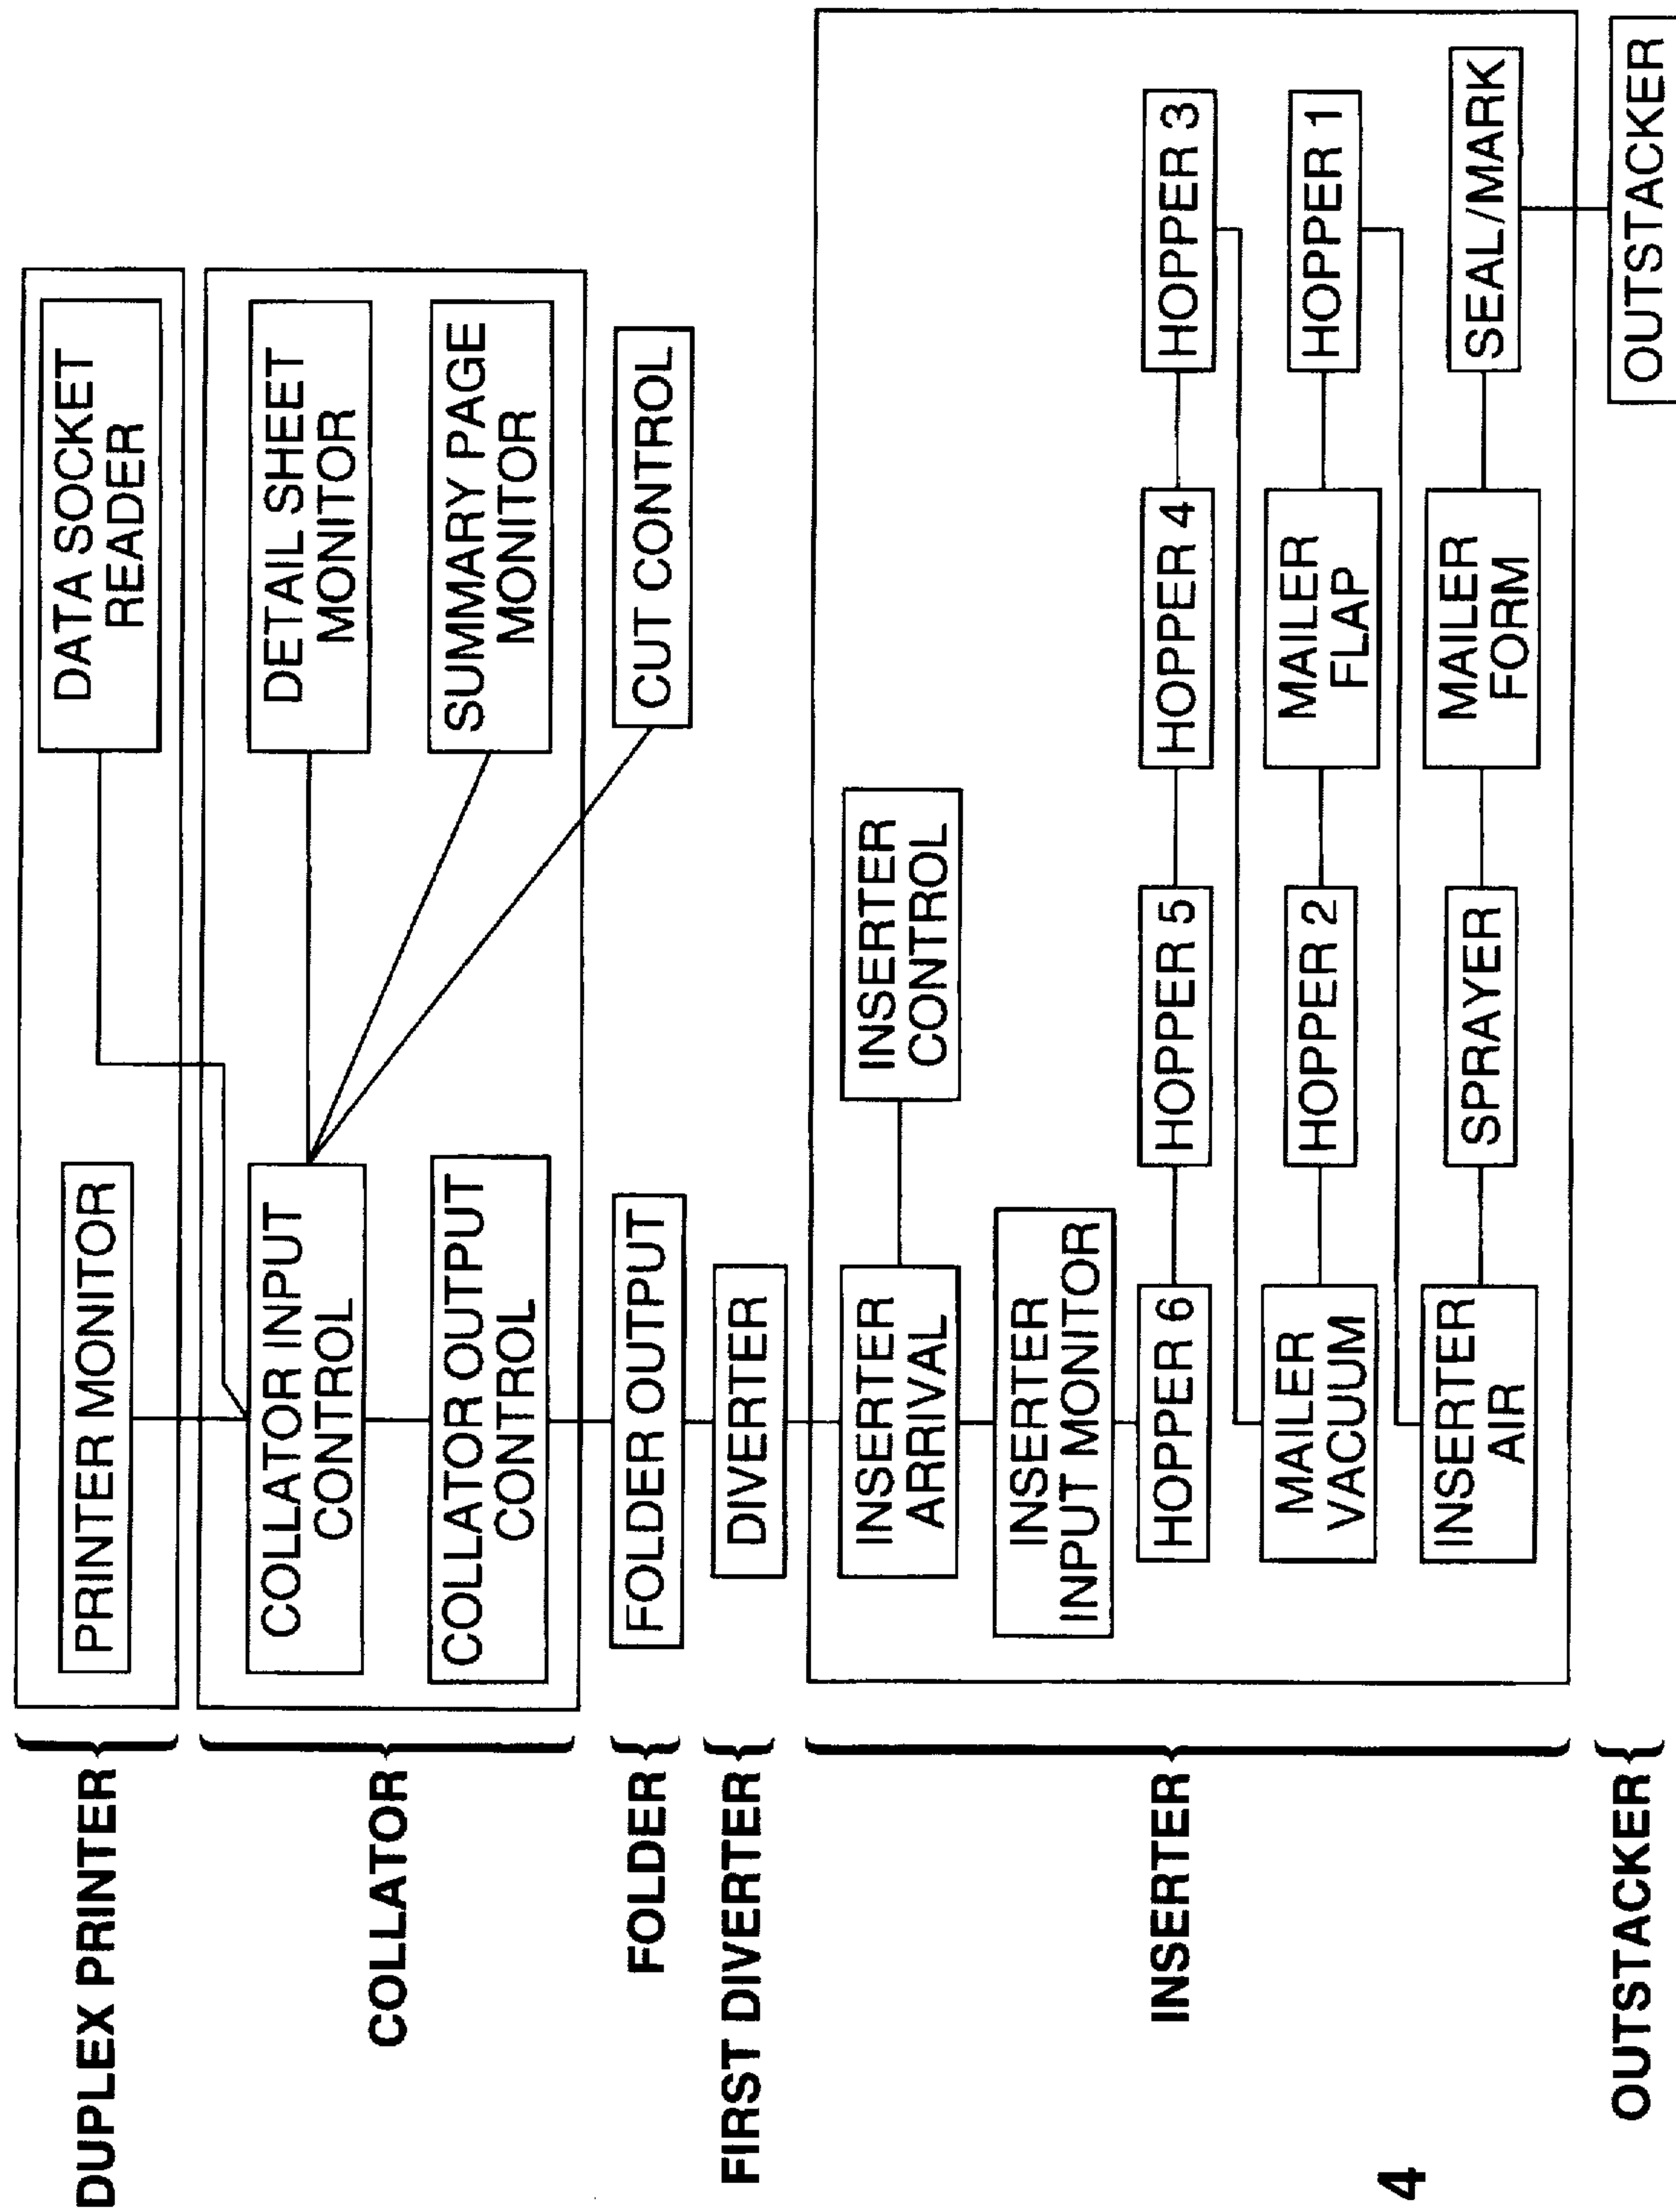 DUPLEX PRINTER
PRINTER MONITOR
DATA SOCKET
READER
COLLATOR
COLLATOR INPUT
CONTROL
DETAIL SHEET
MONITOR
COLLATOR OUTPUT
CONTROL
SUMMARY PAGE
MONITOR
FOLDER
FOLDER OUTPUT
CUT CONTROL
FIRST DIVERTER
DIVERTER
INSERTER
INSERTER
ARRIVAL
INSERTER
CONTROL
INSERTER
INPUT MONITOR
HOPPER 6
HOPPER 5
HOPPER 4
HOPPER 3
MAILER
VACUUM
HOPPER 2
MAILER
FLAP
HOPPER 1
INSERTER
AIR
SPRAYER
MAILER
FORM
SEAL/MARK
OUTSTACKER
OUTSTACKER
4